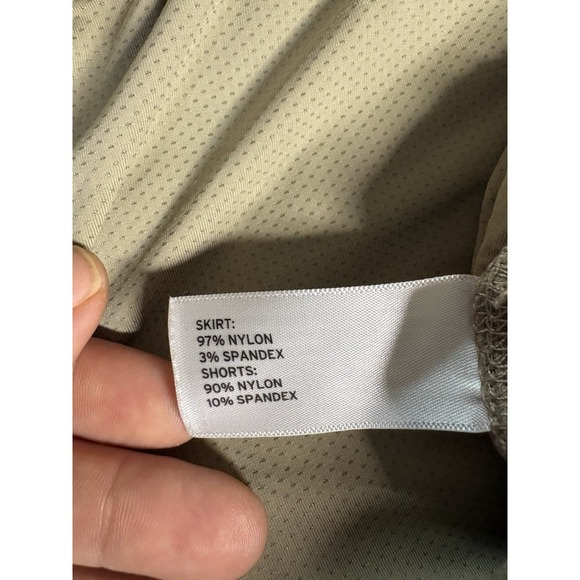 SKIRT:
97% NYLON
3% SPANDEX
SHORTS:
90% NYLON
10% SPANDEX